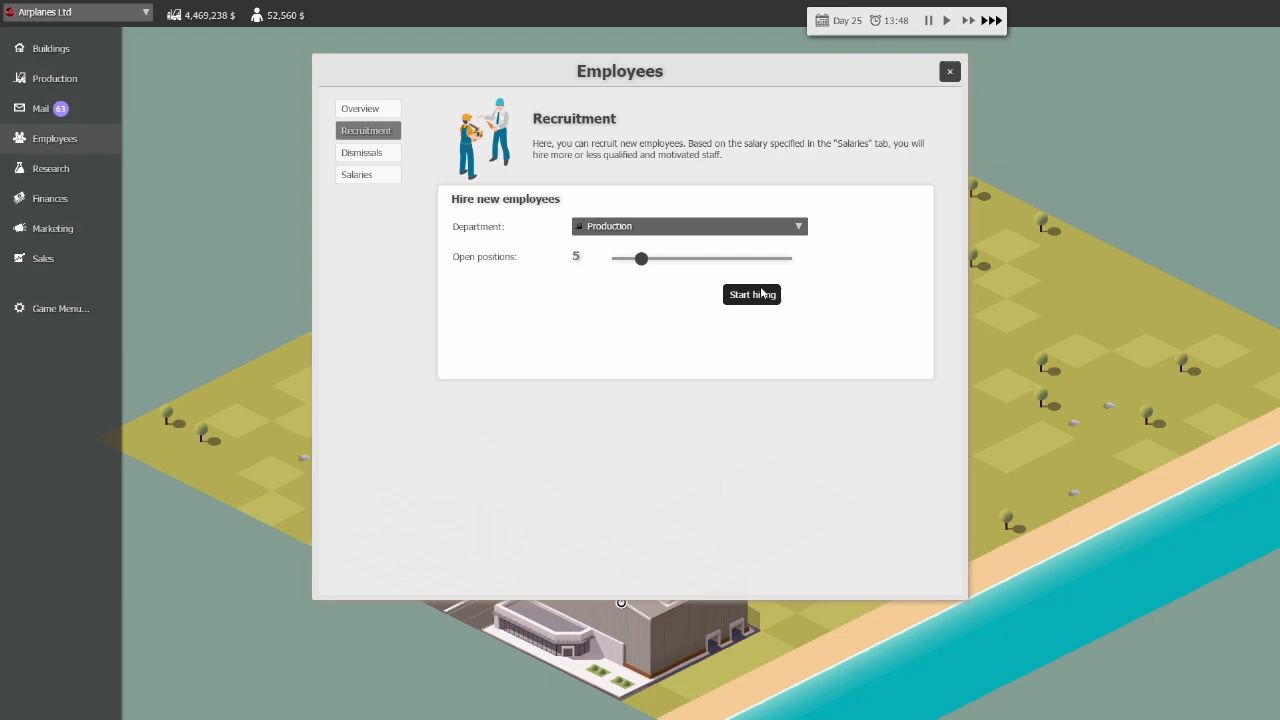 Airplanes Ltd
4,469,238 $
52,560 $
Day 25
13:48
Buildings
Production
Mail 63
Employees
Research
Finances
Marketing
Sales
Game Menu...
Employees
×
Overview
Recruitment
Dismissals
Salaries
Recruitment
Here, you can recruit new employees. Based on the salary specified in the "Salaries" tab, you will
hire more or less qualified and motivated staff.
Hire new employees
Department:
Production
Open positions:
5
Start hiring